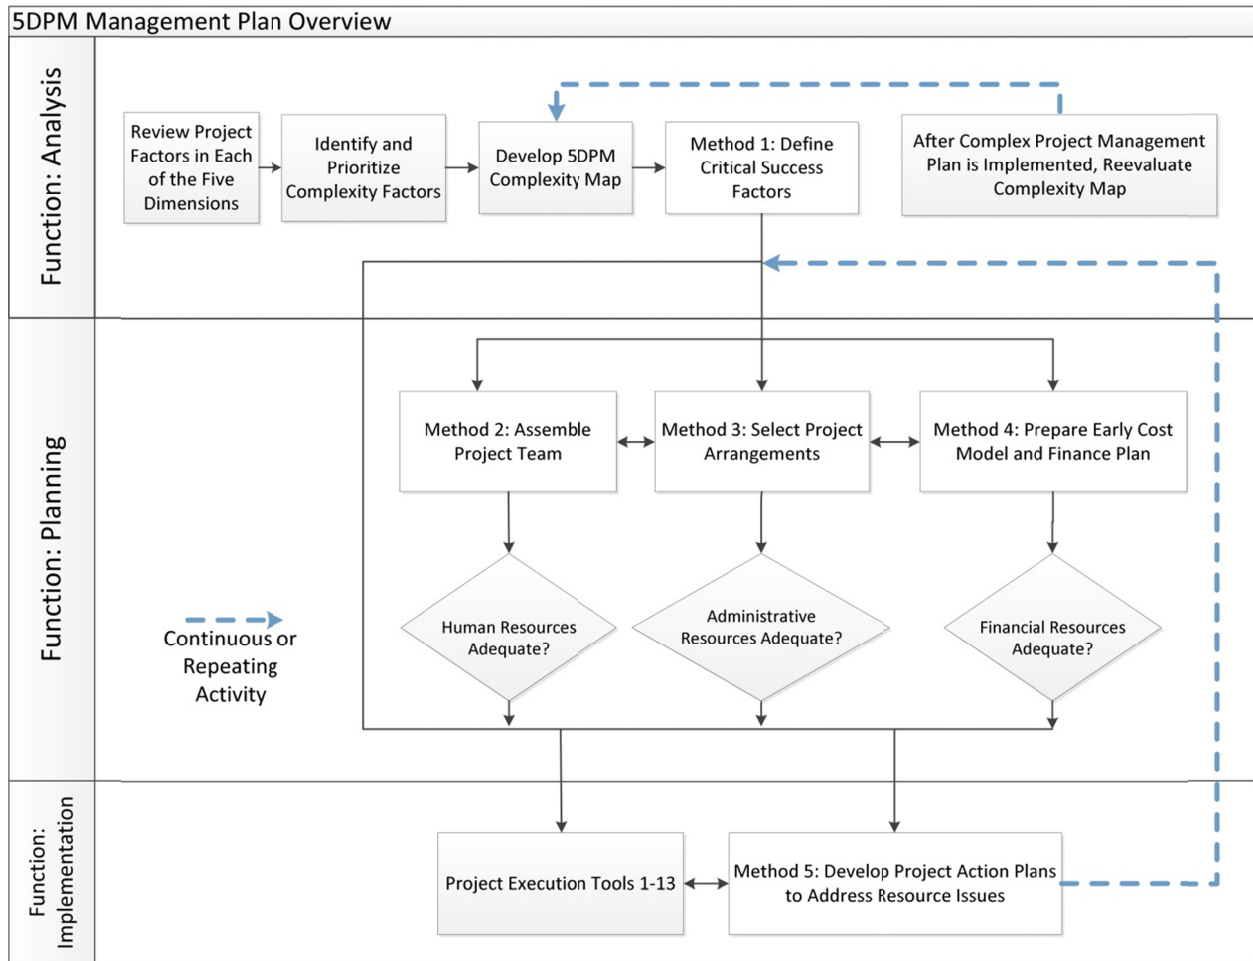 5DPM Management Plan Overview
Function: Analysis
Review Project
Factors in Each
of the Five
Dimensions
Identify and
Prioritize
Complexity Factors
Develop 5DPM
Complexity Map
Method 1: Define
Critical Success
Factors
After Complex Project Management
Plan is Implemented, Reevaluate
Complexity Map
Function: Planning
Method 2: Assemble
Project Team
Method 3: Select Project
Arrangements
Method 4: Prepare Early Cost
Model and Finance Plan
Human Resources
Adequate?
Administrative
Resources Adequate?
Financial Resources
Adequate?
Continuous or
Repeating
Activity
Function:
Implementation
Project Execution Tools 1-13
Method 5: Develop Project Action Plans
to Address Resource Issues